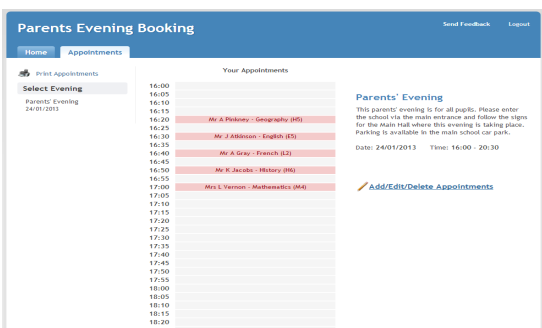 Parents Evening Booking
Send Feedback Logout
Home Appointments
Print Appointments
Select Evening
Parents' Evening
24/01/2013
Your Appointments
16:00
16:05
16:10
16:15
16:20 Mr A Pinkney - Geography (H5)
16:25
16:30 Mr J Atkinson - English (E5)
16:35
16:40 Mr A Gray - French (L2)
16:45
16:50 Mr K Jacobs - History (H6)
16:55
17:00 Mrs L Vernon - Mathematics (M4)
17:05
17:10
17:15
17:20
17:25
17:30
17:35
17:40
17:45
17:50
17:55
18:00
18:05
18:10
18:15
18:20
Parents' Evening
This parents' evening is for all pupils. Please enter
the school via the main entrance and follow the signs
for the Main Hall where this evening is taking place.
Parking is available in the main school car park.
Date: 24/01/2013 Time: 16:00 - 20:30
Add/Edit/Delete Appointments